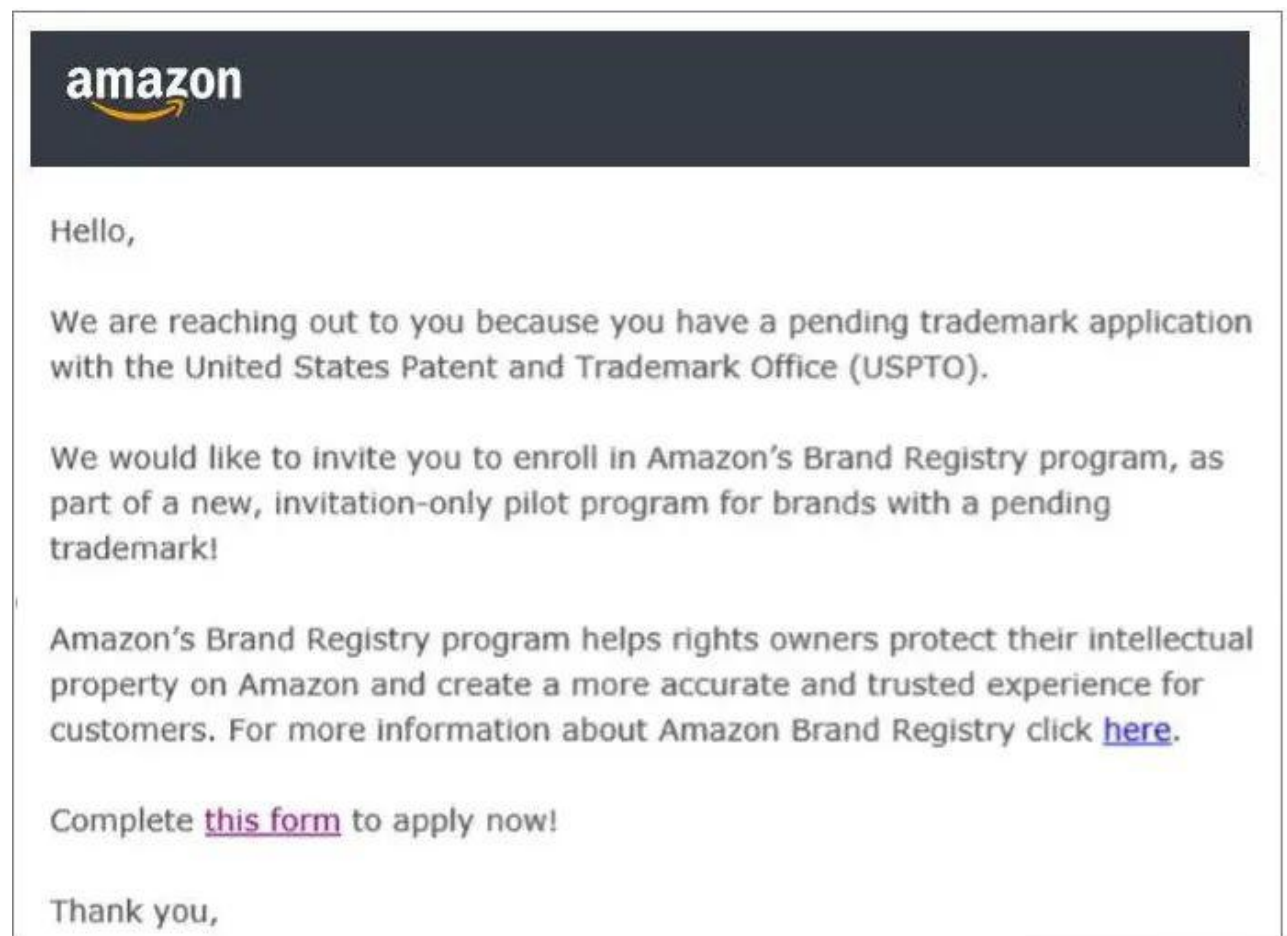 amazon
Hello,
We are reaching out to you because you have a pending trademark application
with the United States Patent and Trademark Office (USPTO).
We would like to invite you to enroll in Amazon’s Brand Registry program, as
part of a new, invitation-only pilot program for brands with a pending
trademark!
Amazon’s Brand Registry program helps rights owners protect their intellectual
property on Amazon and create a more accurate and trusted experience for
customers. For more information about Amazon Brand Registry click here.
Complete this form to apply now!
Thank you,